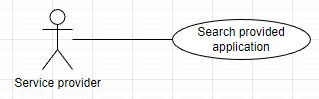 Search provided
application
Service provider